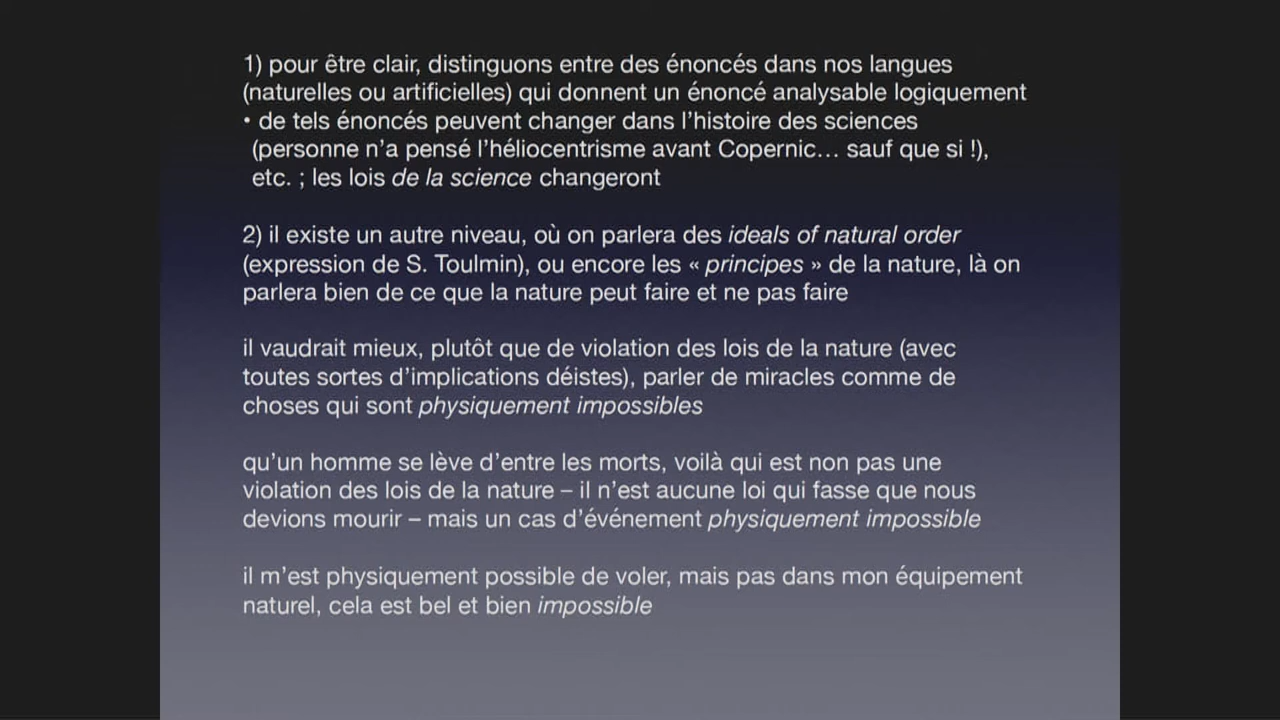 1) pour être clair, distinguons entre des énoncés dans nos langues
(naturelles ou artificielles) qui donnent un énoncé analysable logiquement
• de tels énoncés peuvent changer dans l’histoire des sciences
(personne n’a pensé l’héliocentrisme avant Copernic… sauf que si !),
etc. ; les lois de la science changeront
2) il existe un autre niveau, où on parlera des ideals of natural order
(expression de S. Toulmin), ou encore les « principes » de la nature, là on
parlera bien de ce que la nature peut faire et ne pas faire
il vaudrait mieux, plutôt que de violation des lois de la nature (avec
toutes sortes d’implications déistes), parler de miracles comme de
choses qui sont physiquement impossibles
qu’un homme se lève d’entre les morts, voilà qui est non pas une
violation des lois de la nature – il n’est aucune loi qui fasse que nous
devions mourir – mais un cas d’événement physiquement impossible
il m’est physiquement possible de voler, mais pas dans mon équipement
naturel, cela est bel et bien impossible